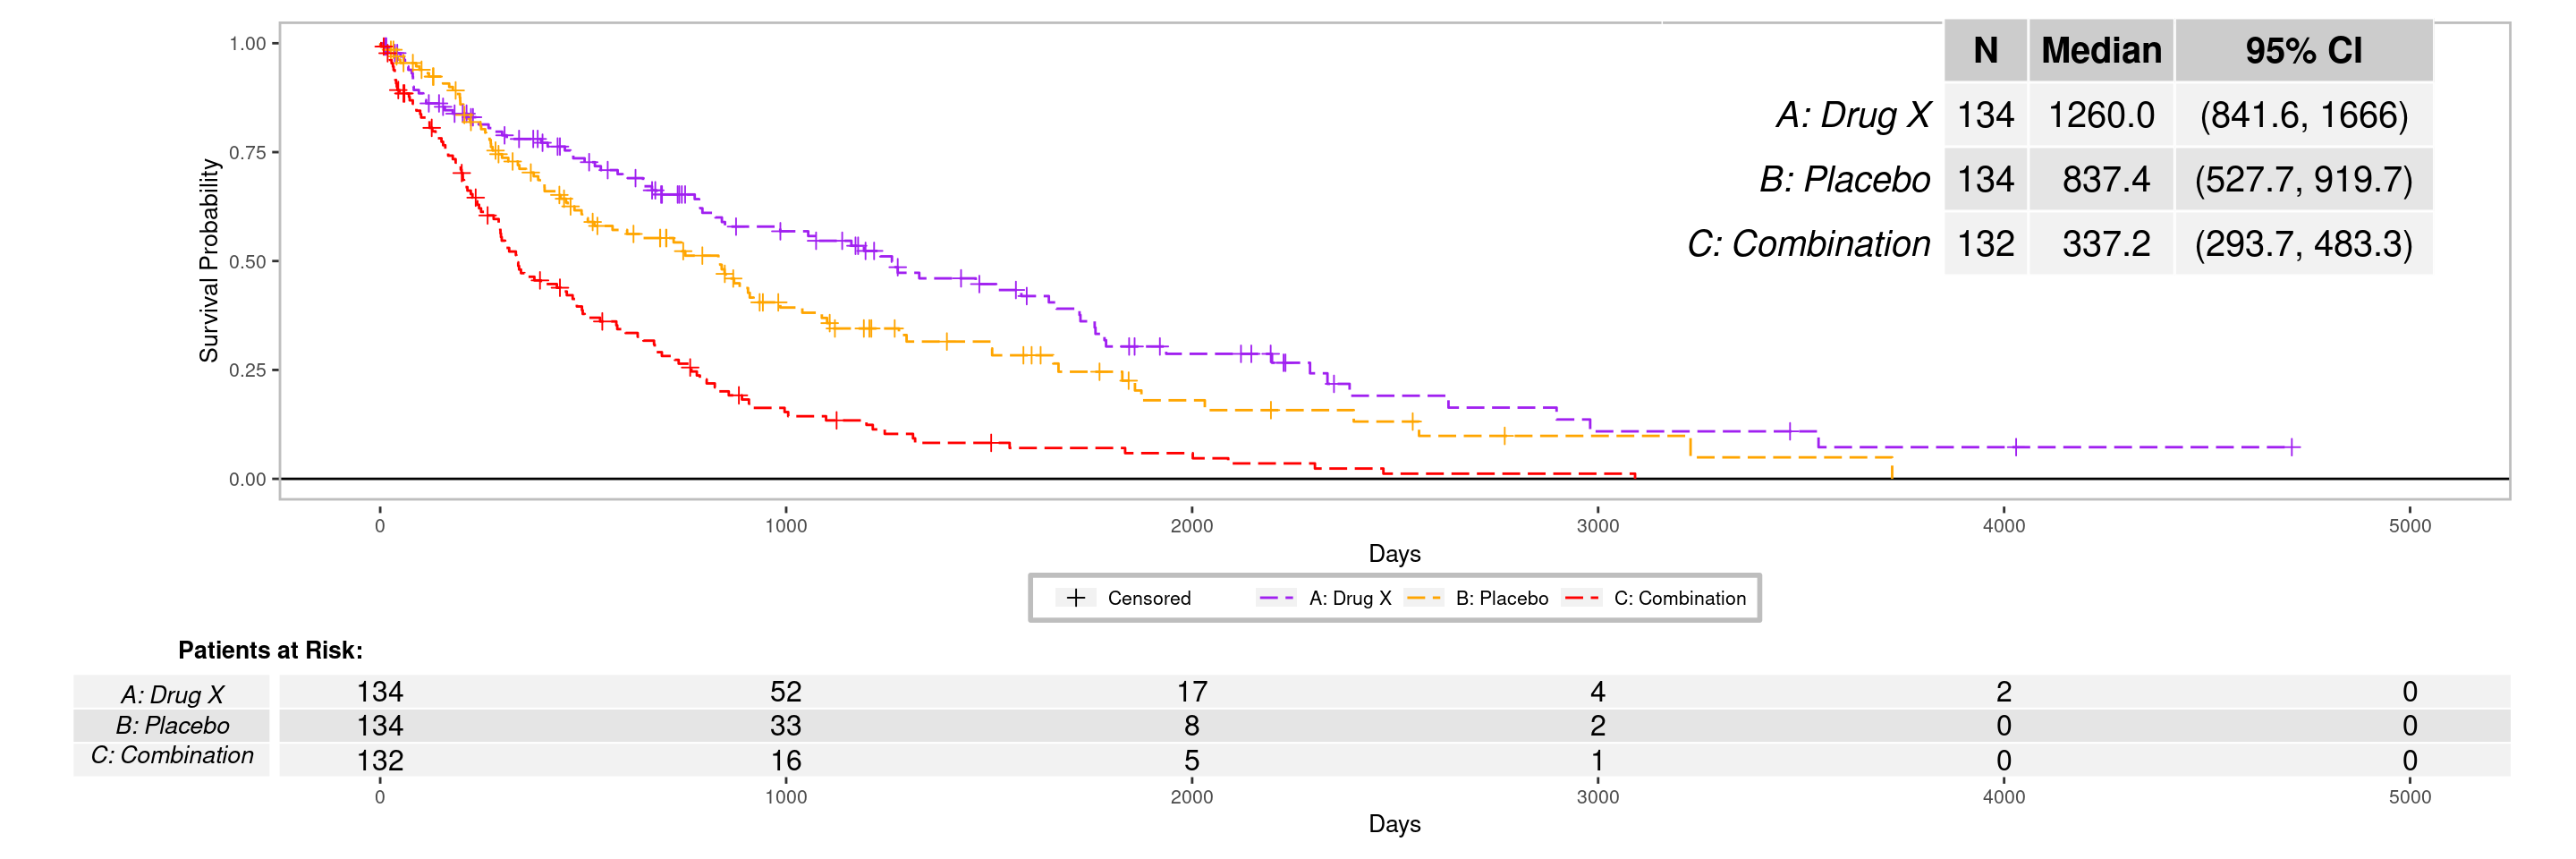 N Median 95% CI
A: Drug X 134 1260.0 (841.6, 1666)
B: Placebo 134 837.4 (527.7, 919.7)
C: Combination 132 337.2 (293.7, 483.3)
Survival Probability
1.00
0.75
0.50
0.25
0.00
0 1000 2000 3000 4000 5000
Days
Censored A: Drug X B: Placebo C: Combination
Patients at Risk:
A: Drug X 134 52 17 4 2 0
B: Placebo 134 33 8 2 0 0
C: Combination 132 16 5 1 0 0
0 1000 2000 3000 4000 5000
Days